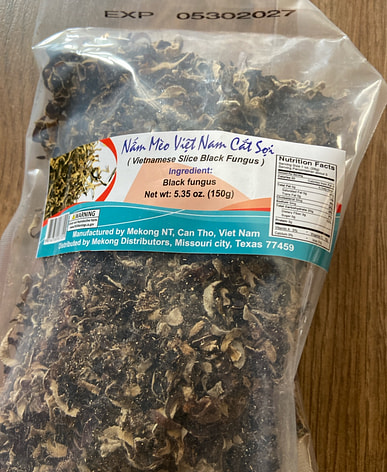 EXP 05302027
Nấm Mèo Việt Nam Cắt Sợi
( Vietnamese Slice Black Fungus )
Ingredient:
Black fungus
Net wt: 5.35 oz. (150g)
Nutrition Facts
WARNING
Manufactured by Mekong NT, Can Tho, Viet Nam
Distributed by Mekong Distributors, Missouri city, Texas 77459